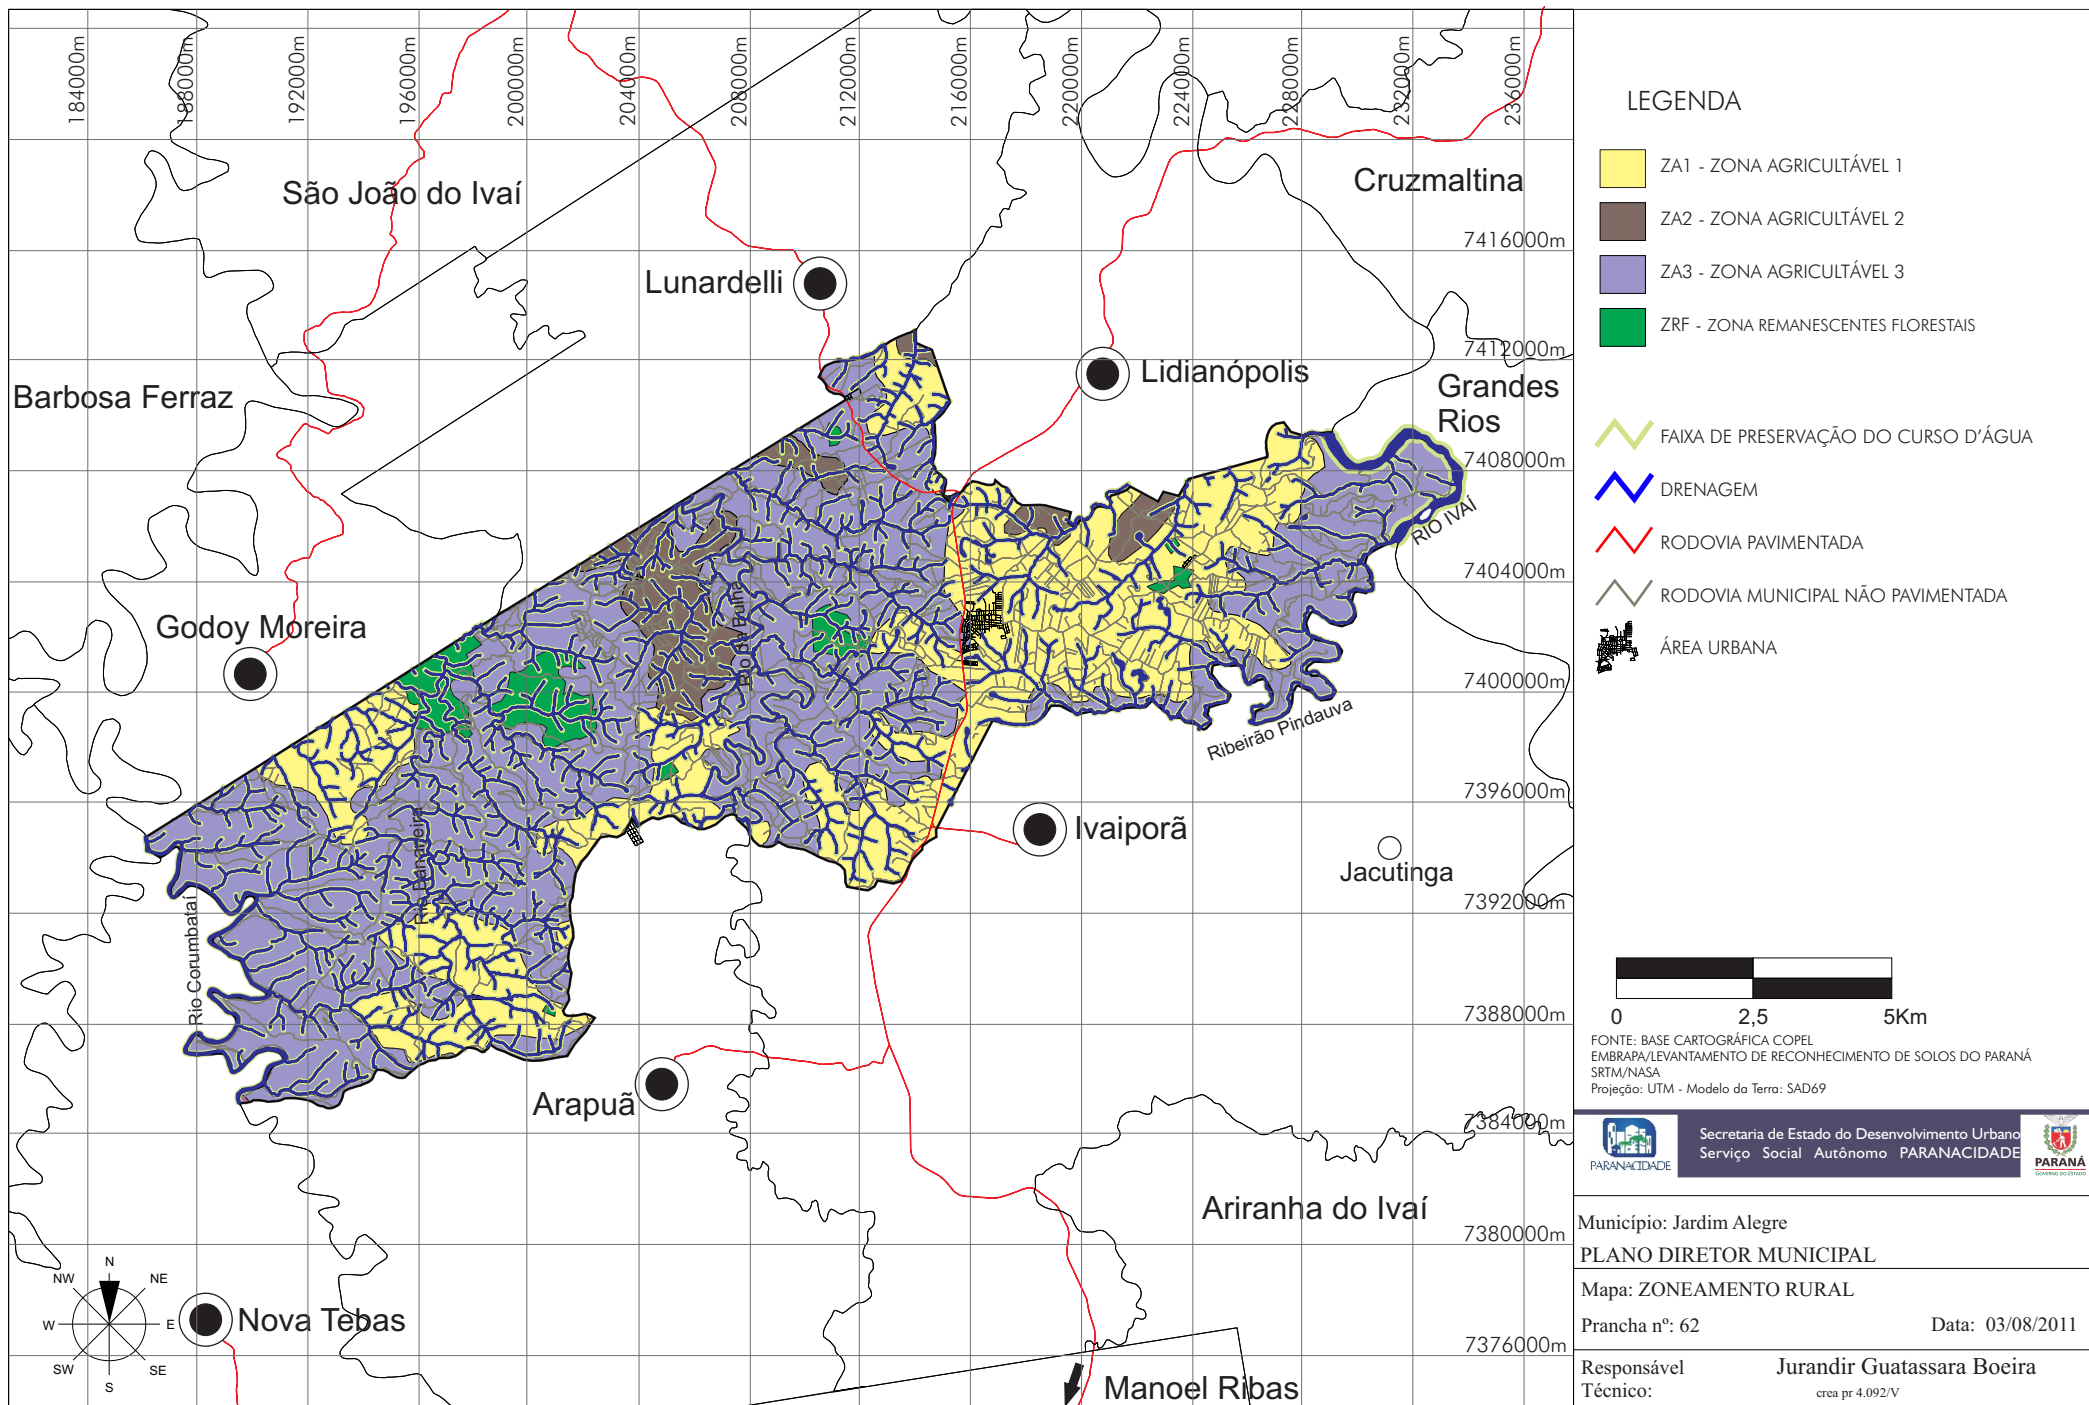 184000m
188000m
192000m
196000m
200000m
204000m
208000m
212000m
216000m
220000m
224000m
228000m
232000m
236000m
São João do Ivaí
Cruzmaltina
7416000m
Lunardelli
7412000m
Lidianópolis
Barbosa Ferraz
Grandes
Rios
7408000m
RIO IVAÍ
7404000m
Rio da Bulha
Godoy Moreira
7400000m
Ribeirão Pindauva
7396000m
Ivaiporã
Rio Bananeira
Jacutinga
7392000m
Rio Corumbataí
7388000m
Arapuã
7384000m
Ariranha do Ivaí
7380000m
N
NW
NE
W
E
SW
SE
S
Nova Tebas
7376000m
Manoel Ribas
LEGENDA
ZA1 - ZONA AGRICULTÁVEL 1
ZA2 - ZONA AGRICULTÁVEL 2
ZA3 - ZONA AGRICULTÁVEL 3
ZRF - ZONA REMANESCENTES FLORESTAIS
FAIXA DE PRESERVAÇÃO DO CURSO D'ÁGUA
DRENAGEM
RODOVIA PAVIMENTADA
RODOVIA MUNICIPAL NÃO PAVIMENTADA
ÁREA URBANA
0 2,5 5Km
FONTE: BASE CARTOGRÁFICA COPEL
EMBRAPA/LEVANTAMENTO DE RECONHECIMENTO DE SOLOS DO PARANÁ
SRTM/NASA
Projeção: UTM - Modelo da Terra: SAD69
PARANACIDADE
Secretaria de Estado do Desenvolvimento Urbano
Serviço Social Autônomo PARANACIDADE
PARANÁ
GOVERNO DO ESTADO
Município: Jardim Alegre
PLANO DIRETOR MUNICIPAL
Mapa: ZONEAMENTO RURAL
Prancha nº: 62 Data: 03/08/2011
Responsável
Técnico:
Jurandir Guatassara Boeira
crea pr 4.092/V